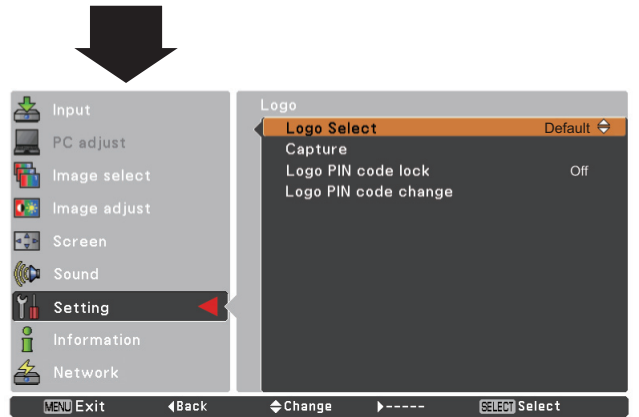 Input
PC adjust
Image select
Image adjust
Screen
Sound
Setting
Information
Network
Logo
Logo Select Default
Capture
Logo PIN code lock Off
Logo PIN code change
MENU Exit Back Change ----- SELECT Select